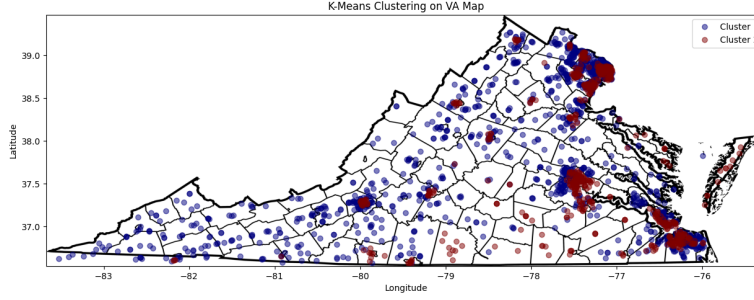 K-Means Clustering on VA Map
Cluster
Cluster
Latitude
39.0
38.5
38.0
37.5
37.0
−83
−82
−81
−80
−79
−78
−77
−76
Longitude